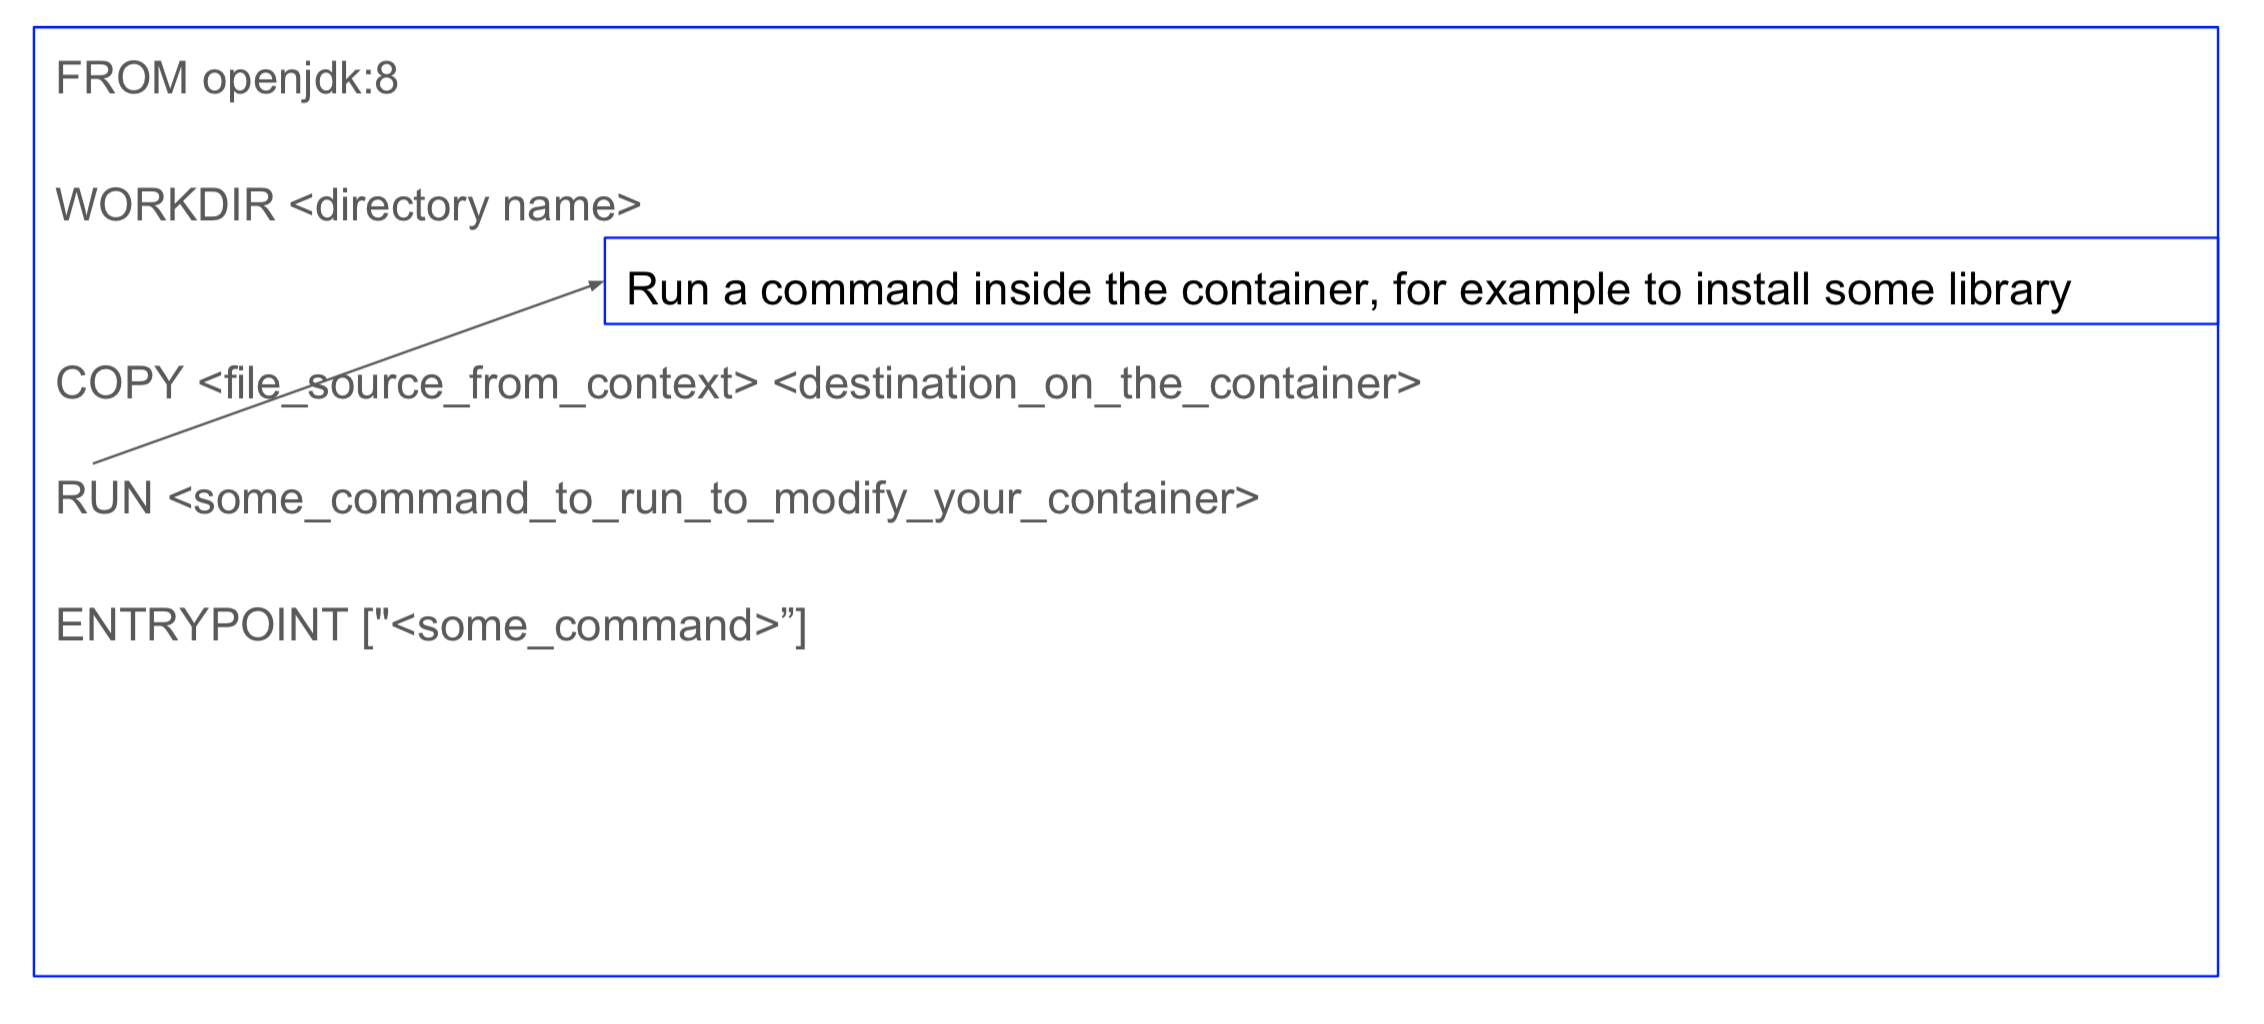 FROM openjdk:8
WORKDIR <directory name>
Run a command inside the container, for example to install some library
COPY <file_source_from_context> <destination_on_the_container>
RUN <some_command_to_run_to_modify_your_container>
ENTRYPOINT ["<some_command>”]